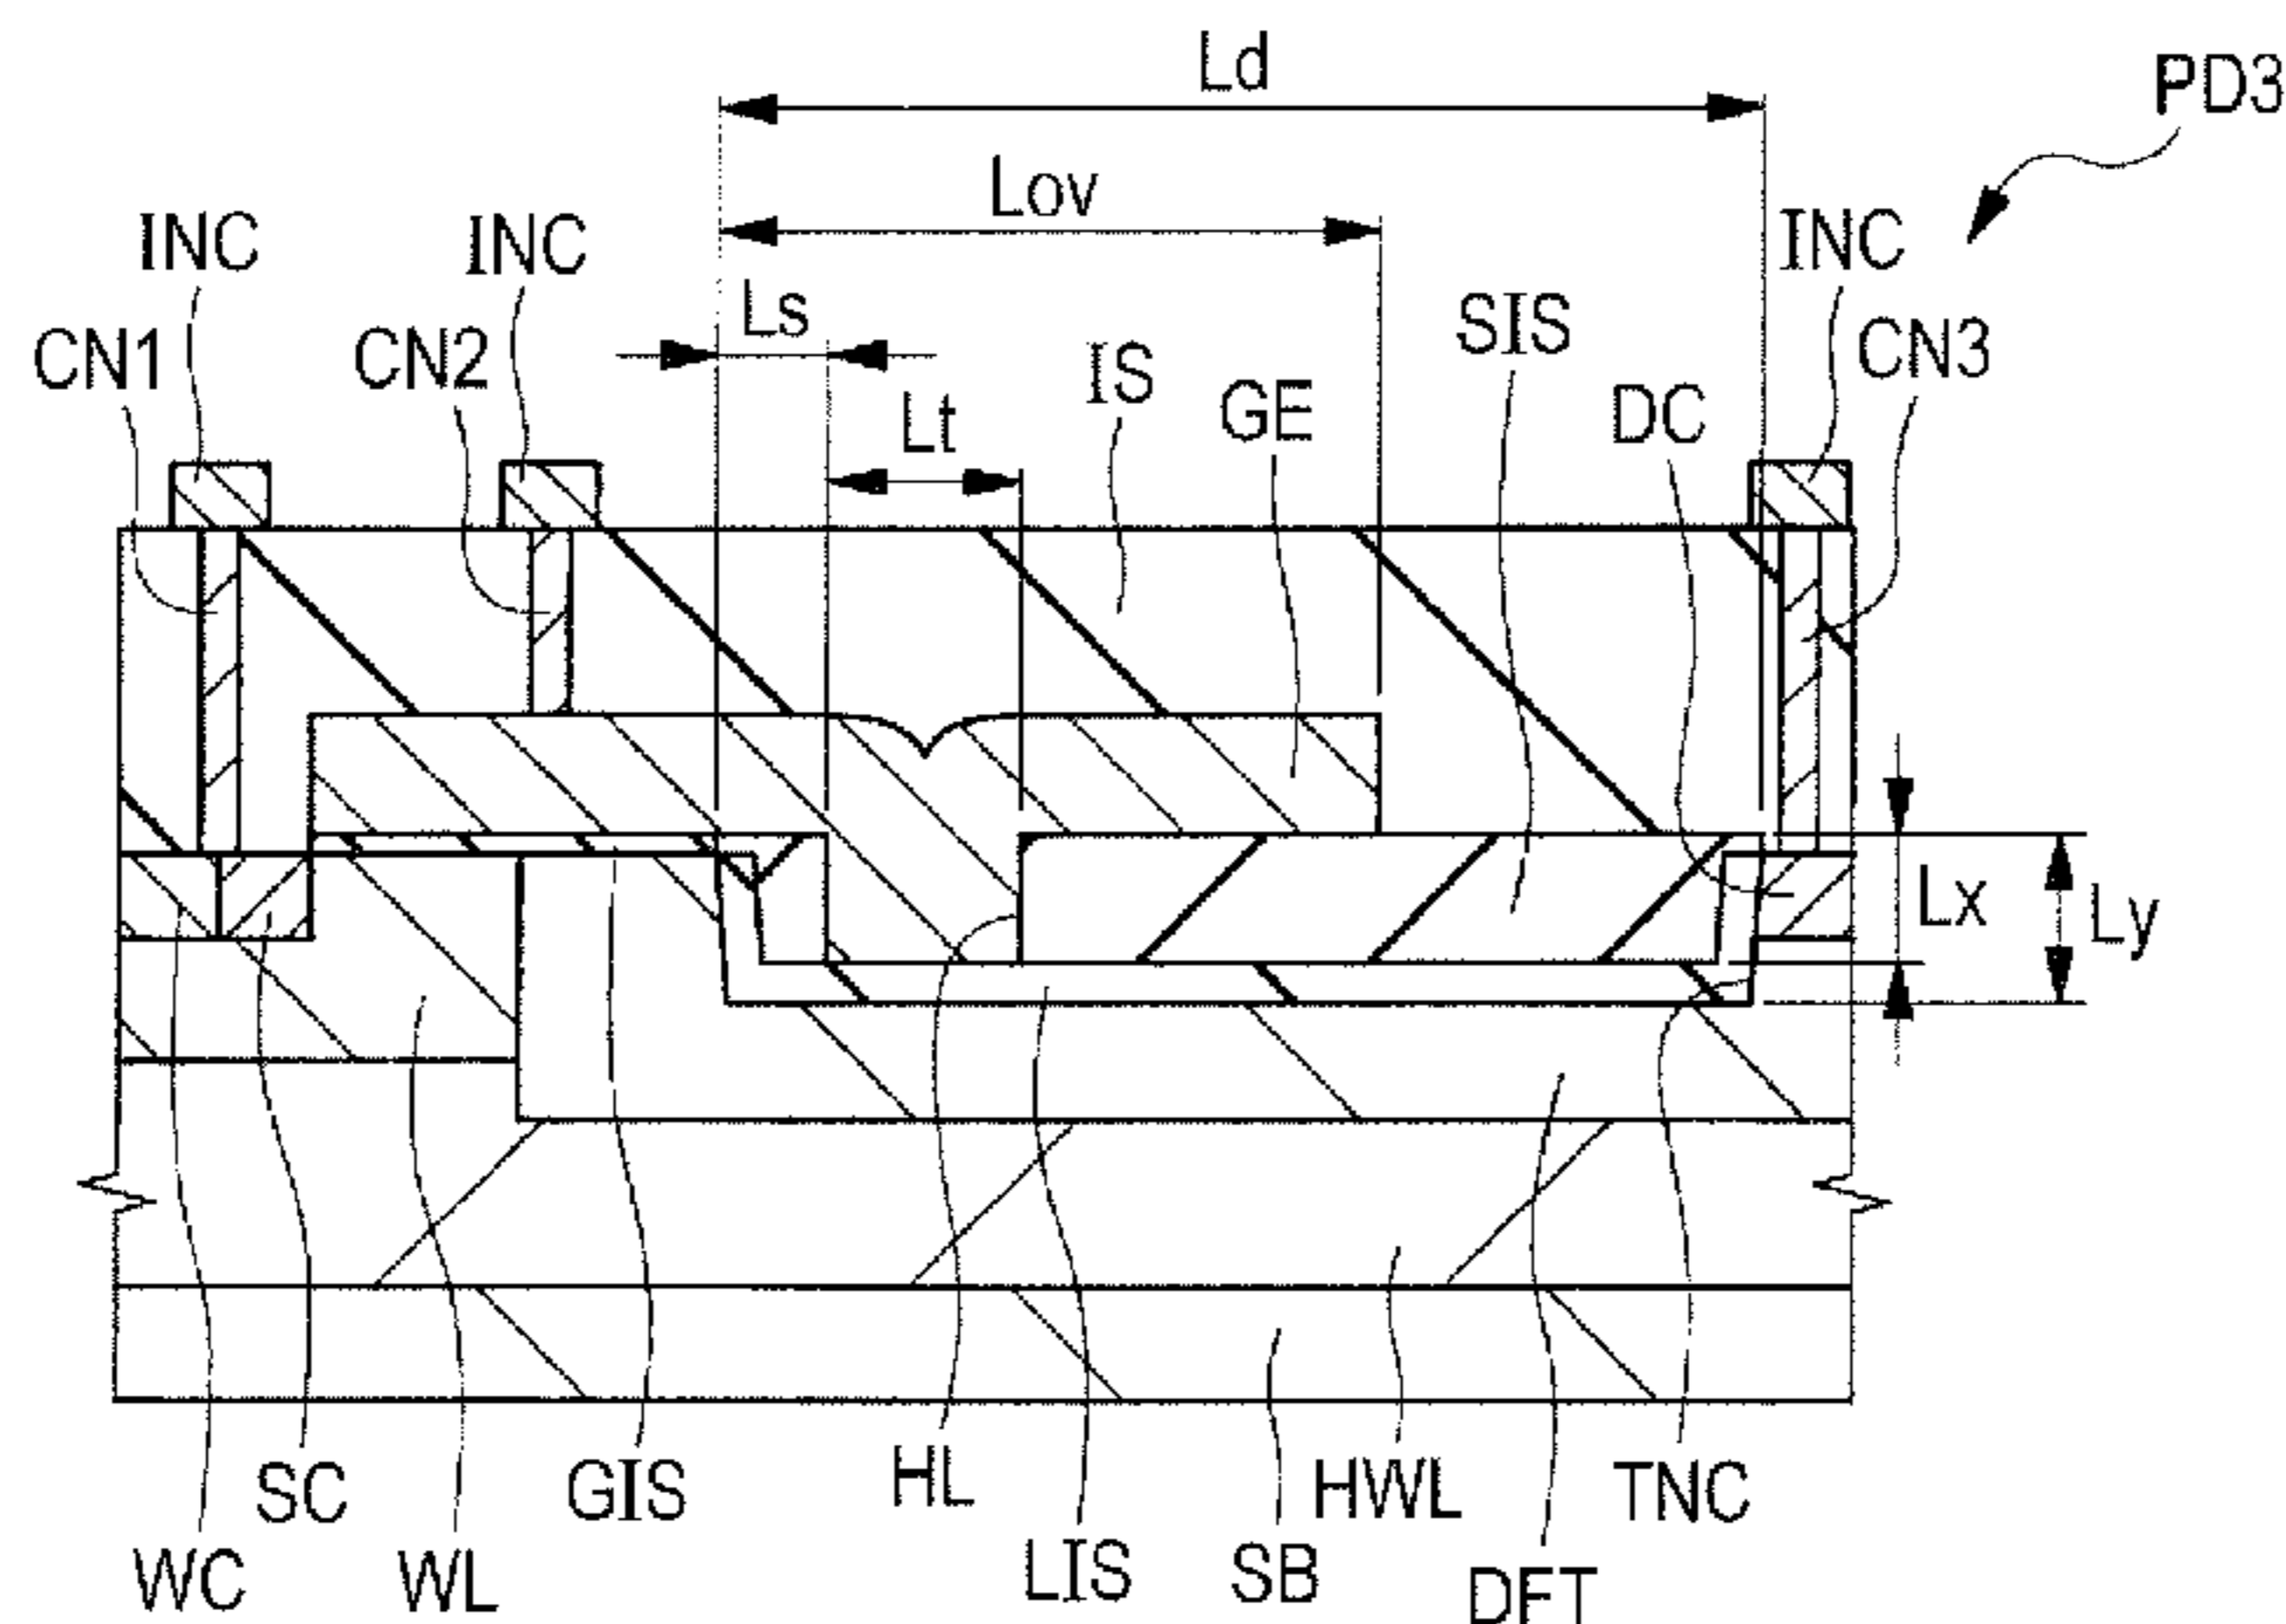 Ld
PD3
Lov
INC
INC
INC
Ls
SIS
CN1
CN2
IS
CN3
Lt
GE
DC
Lx
Ly
SC
GIS
HL
HWL
TNC
WC
WL
LIS
SB
DFT